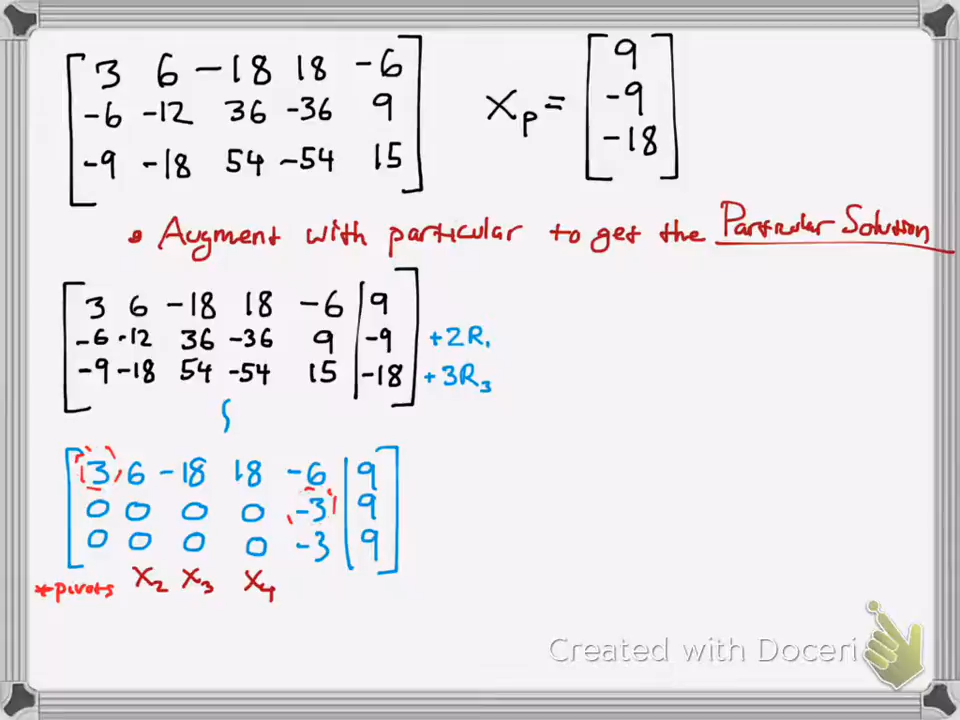 3 6 -18 18 -6
-6 -12 36 -36 9
-9 -18 54 -54 15
Xp = 9 -9 -18
• Augment with particular to get the Particular Solution
3 6 -18 18 -6 | 9
-6 -12 36 -36 9 | -9 +2R₁
-9 -18 54 -54 15 | -18 +3R₃
3 6 -18 18 -6 | 9
0 0 0 0 -3 | 9
0 0 0 0 -3 | 9
*pivots X₂ X₃ X₄
Created with Doceri